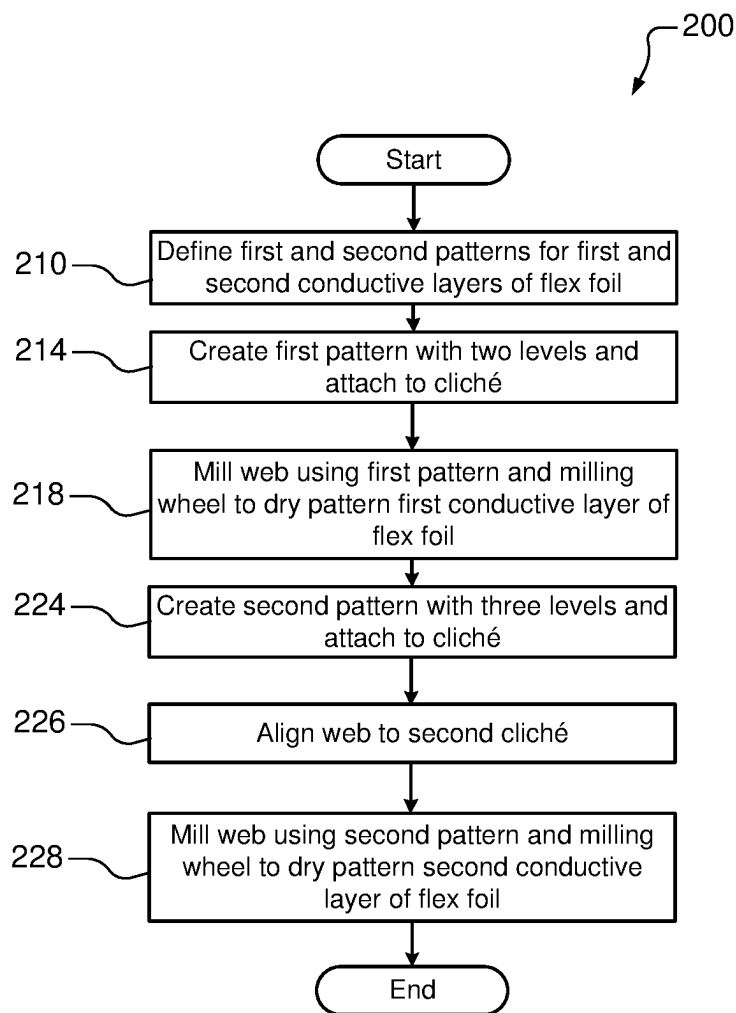 200
Start
210
Define first and second patterns for first and
second conductive layers of flex foil
214
Create first pattern with two levels and
attach to cliché
218
Mill web using first pattern and milling
wheel to dry pattern first conductive layer of
flex foil
224
Create second pattern with three levels and
attach to cliché
226
Align web to second cliché
228
Mill web using second pattern and milling
wheel to dry pattern second conductive
layer of flex foil
End